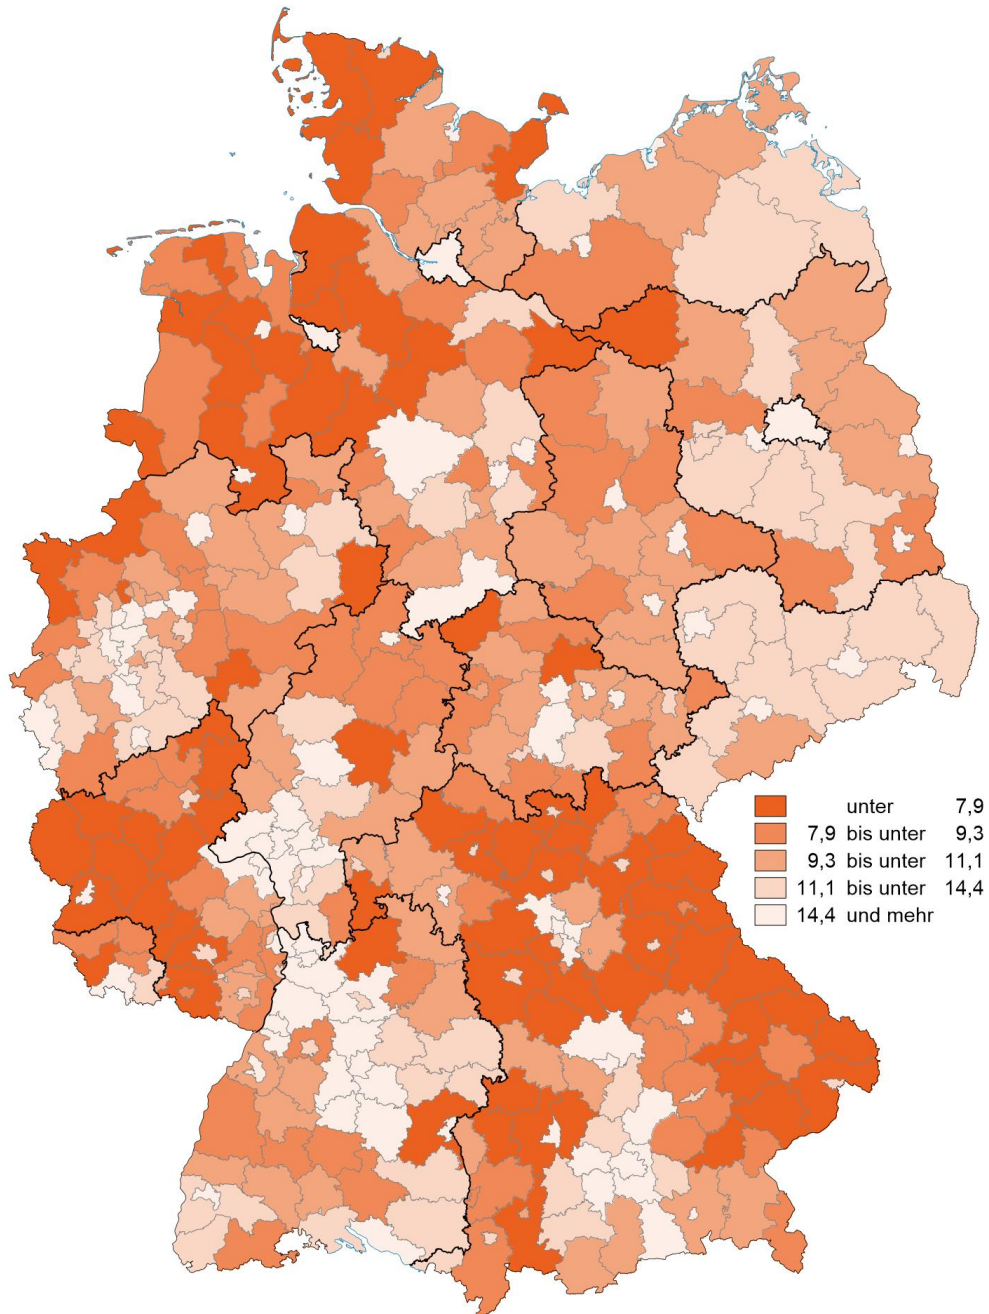 unter 7,9
7,9 bis unter 9,3
9,3 bis unter 11,1
11,1 bis unter 14,4
14,4 und mehr